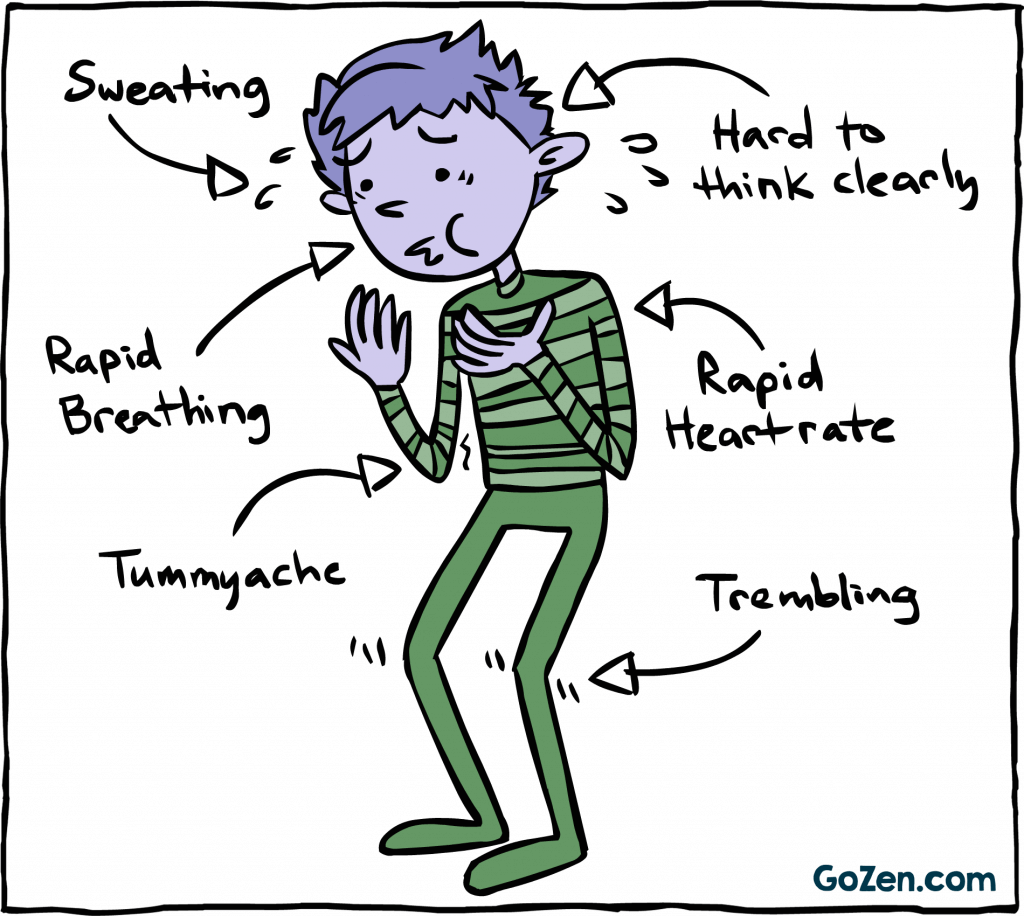 Sweating
Hard to
think clearly
Rapid
Breathing
Rapid
Heartrate
Tummyache
Trembling
GoZen.com